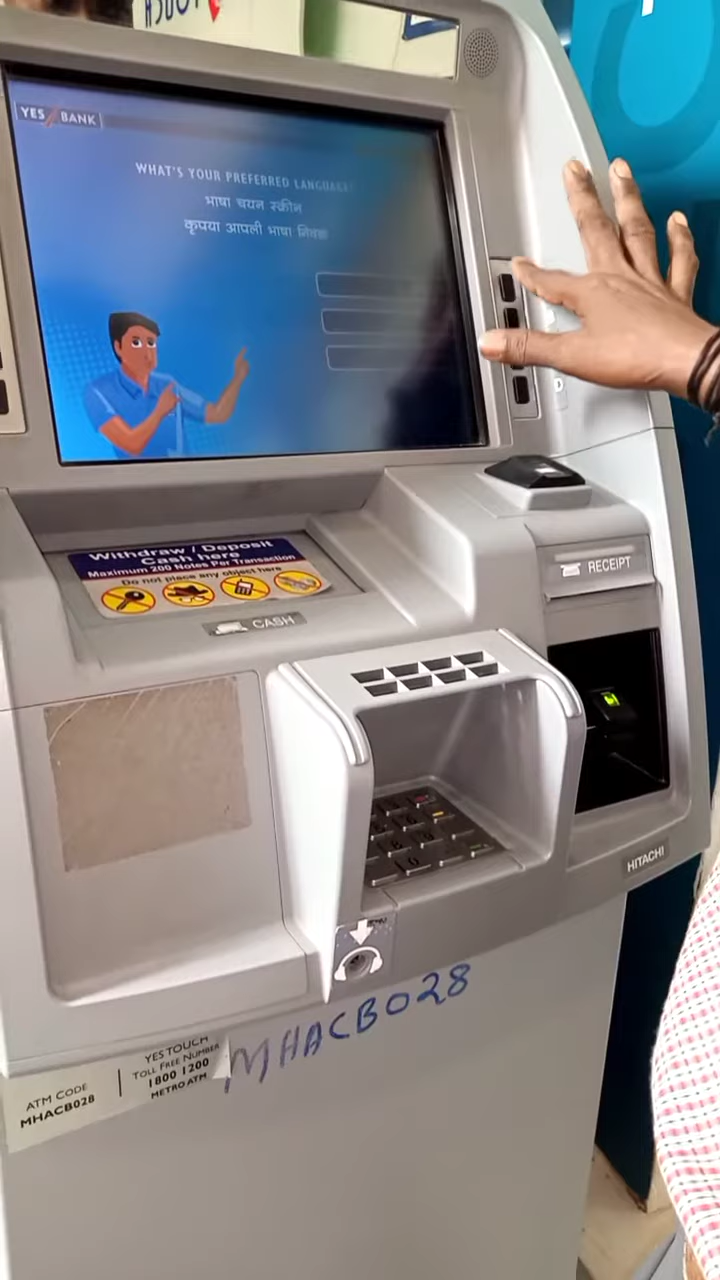 YES BANK
WHAT'S YOUR PREFERRED LANGUAGE
भाषा चयन स्क्रीन
कृपया आपली भाषा
Withdraw / Deposit
Cash here
Maximum 200 Notes Per Transaction
Do not place any object here
CASH
RECEIPT
HITACHI
MHACB028
ATM CODE
MHACB028
YES TOUCH
TOLL FREE NUMBER
1800 1200
METRO ATM